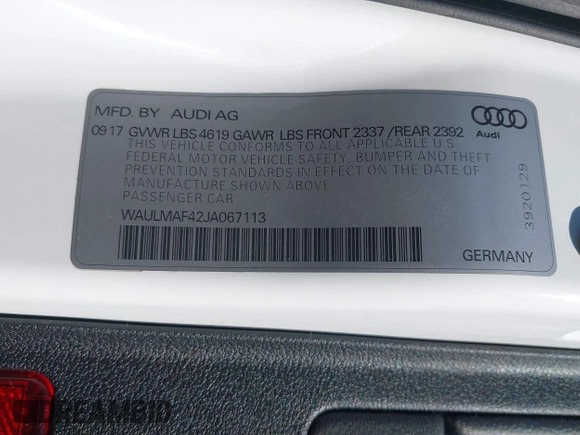 MFD. BY AUDI AG
09 17 GVWR LBS 4619 GAWR LBS FRONT 2337 / REAR 2392
THIS VEHICLE CONFORMS TO ALL APPLICABLE U.S
FEDERAL MOTOR VEHICLE SAFETY, BUMPER AND THEFT
PREVENTION STANDARDS IN EFFECT ON THE DATE OF
MANUFACTURING SHOWN ABOVE
PASSENGER CAR
WAULMAF42JA067113
Audi
3920129
GERMANY
DREAMBID